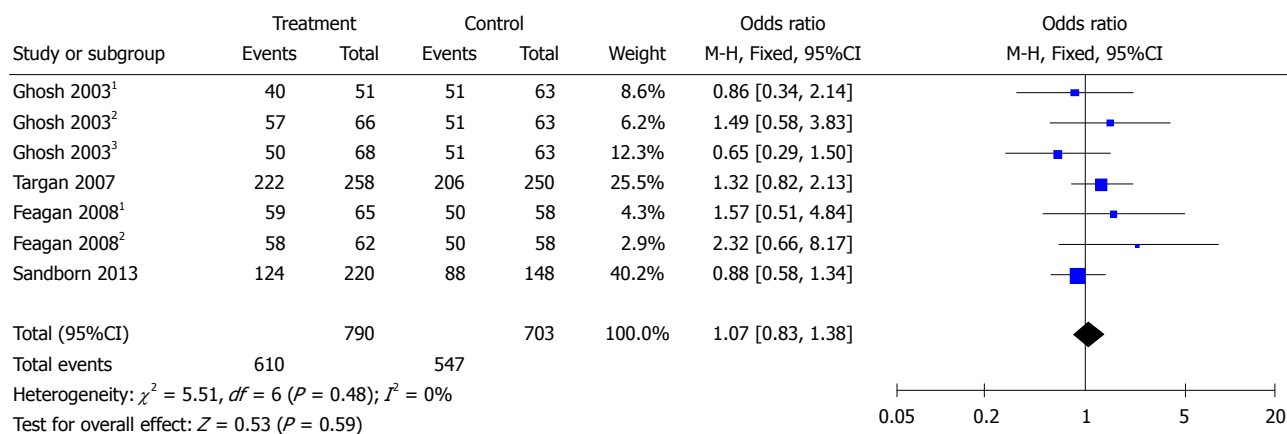 Treatment Control Odds ratio Odds ratio
Study or subgroup Events Total Events Total Weight M-H, Fixed, 95%CI M-H, Fixed, 95%CI
Ghosh 2003¹ 40 51 51 63 8.6% 0.86 [0.34, 2.14]
Ghosh 2003² 57 66 51 63 6.2% 1.49 [0.58, 3.83]
Ghosh 2003³ 50 68 51 63 12.3% 0.65 [0.29, 1.50]
Targan 2007 222 258 206 250 25.5% 1.32 [0.82, 2.13]
Feagan 2008¹ 59 65 50 58 4.3% 1.57 [0.51, 4.84]
Feagan 2008² 58 62 50 58 2.9% 2.32 [0.66, 8.17]
Sandborn 2013 124 220 88 148 40.2% 0.88 [0.58, 1.34]
Total (95%CI) 790 703 100.0% 1.07 [0.83, 1.38]
Total events 610 547
Heterogeneity: χ² = 5.51, df = 6 (P = 0.48); I² = 0%
Test for overall effect: Z = 0.53 (P = 0.59)
0.05 0.2 1 5 20